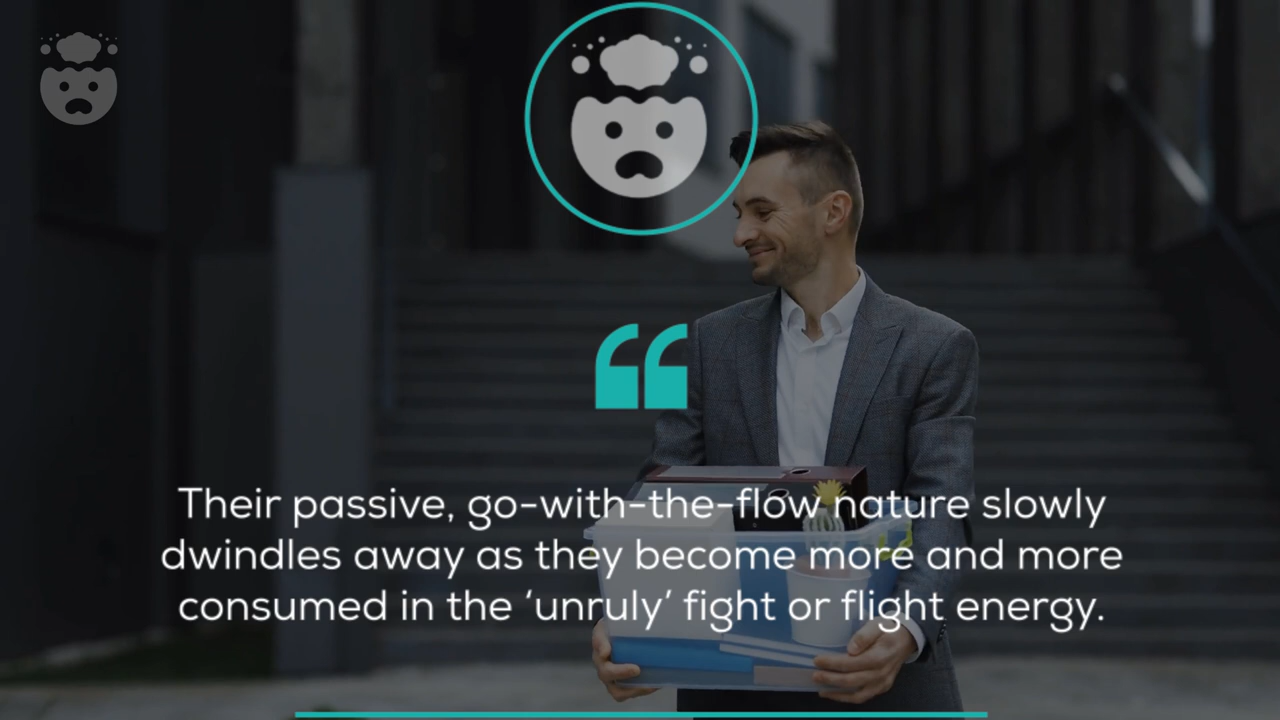 Their passive, go-with-the-flow nature slowly
dwindles away as they become more and more
consumed in the ‘unruly’ fight or flight energy.